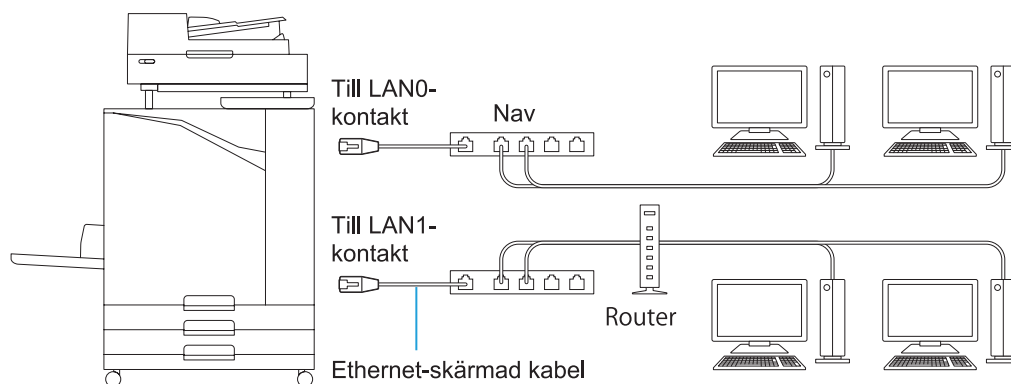 Till LAN0-
kontakt
Nav
Till LAN1-
kontakt
Router
Ethernet-skärmad kabel